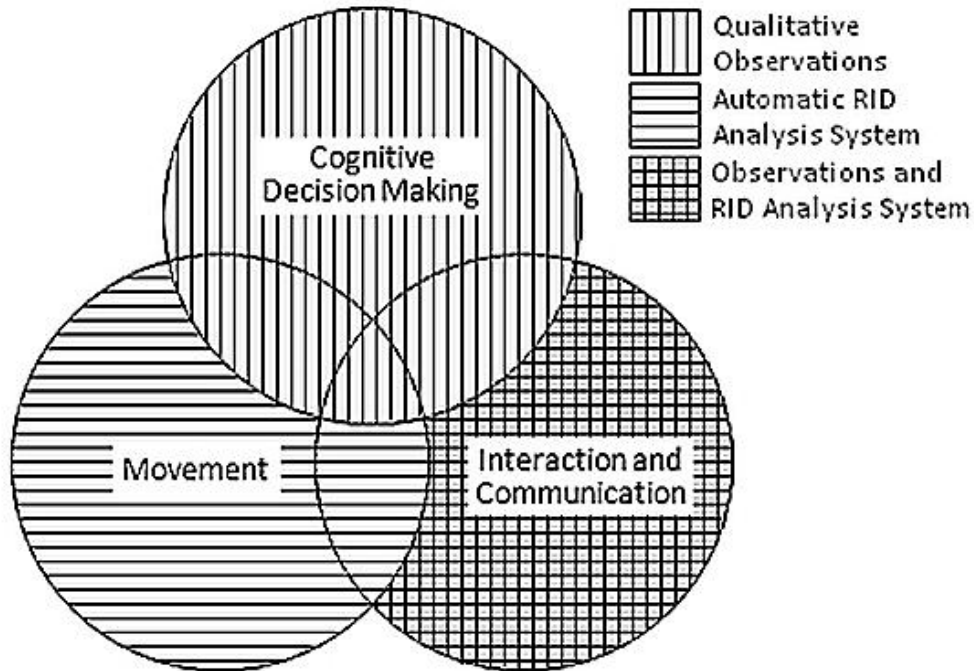 Qualitative
Observations
Automatic RID
Analysis System
Observations and
RID Analysis System
Cognitive
Decision Making
Movement
Interaction and
Communication